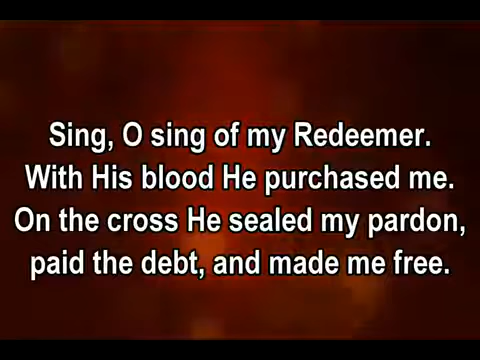 Sing, O sing of my Redeemer.
With His blood He purchased me.
On the cross He sealed my pardon,
paid the debt, and made me free.